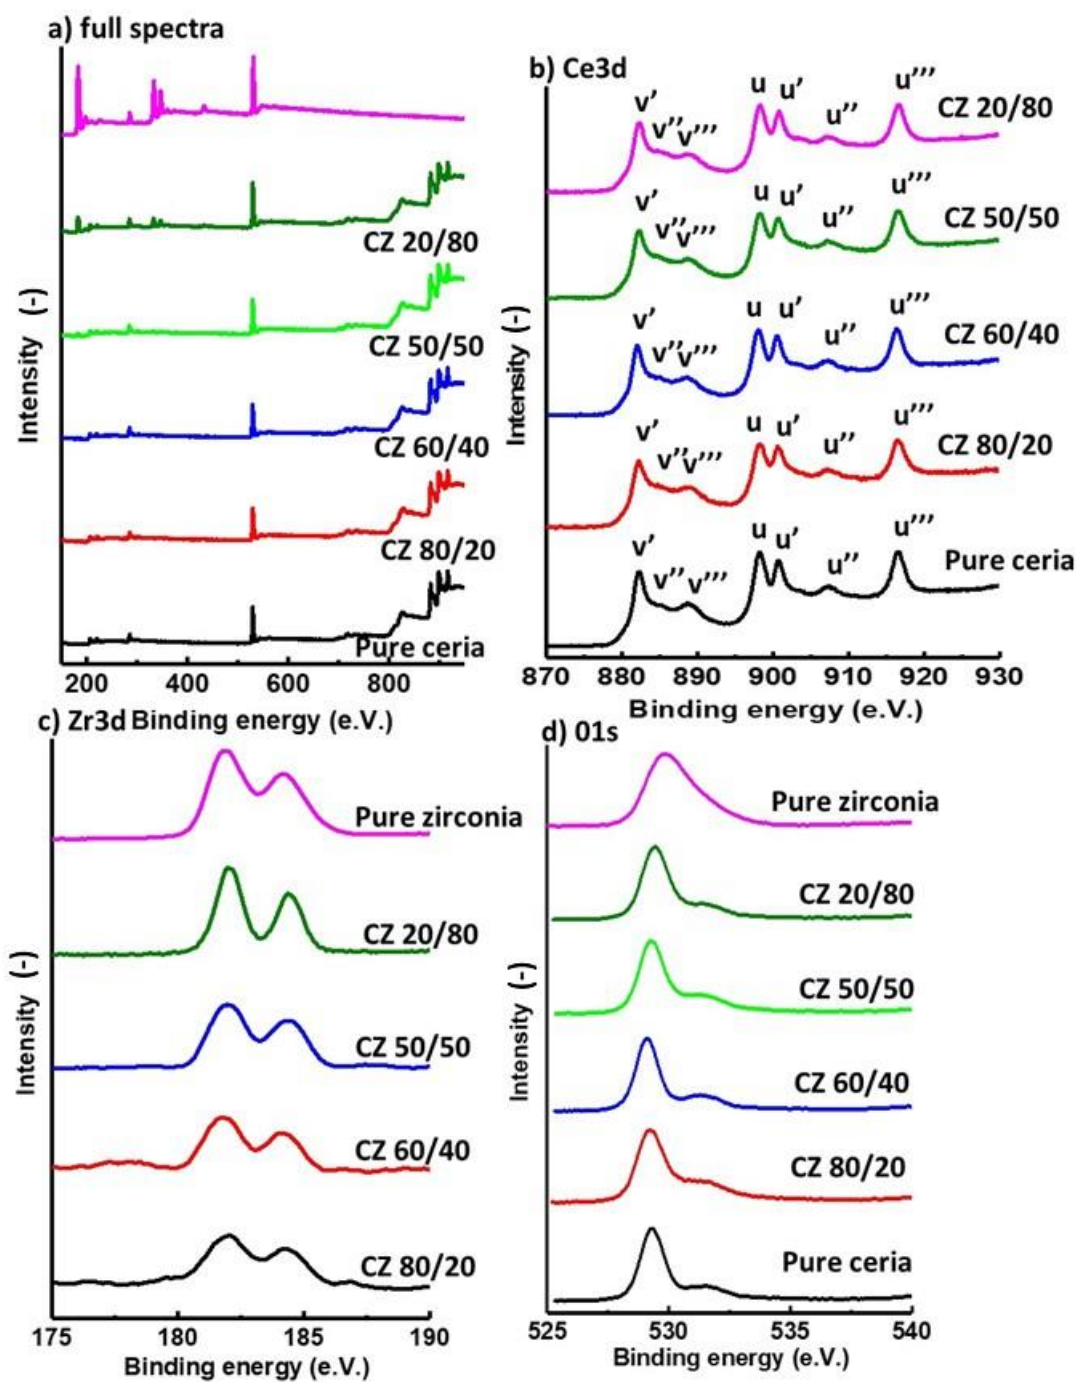 a) full spectra
CZ 20/80
CZ 50/50
CZ 60/40
CZ 80/20
Pure ceria
Intensity (-)
200 400 600 800
Binding energy (e.V.)
b) Ce3d
v’ v’’ v’’’ u u’ u’’ u’’’ CZ 20/80
v’ v’’ v’’’ u u’ u’’ u’’’ CZ 50/50
v’ v’’ v’’’ u u’ u’’ u’’’ CZ 60/40
v’ v’’ v’’’ u u’ u’’ u’’’ CZ 80/20
v’ v’’ v’’’ u u’ u’’ u’’’ Pure ceria
Intensity (-)
870 880 890 900 910 920 930
Binding energy (e.V.)
c) Zr3d
Pure zirconia
CZ 20/80
CZ 50/50
CZ 60/40
CZ 80/20
Intensity (-)
175 180 185 190
Binding energy (e.V.)
d) 01s
Pure zirconia
CZ 20/80
CZ 50/50
CZ 60/40
CZ 80/20
Pure ceria
Intensity (-)
525 530 535 540
Binding energy (e.V.)